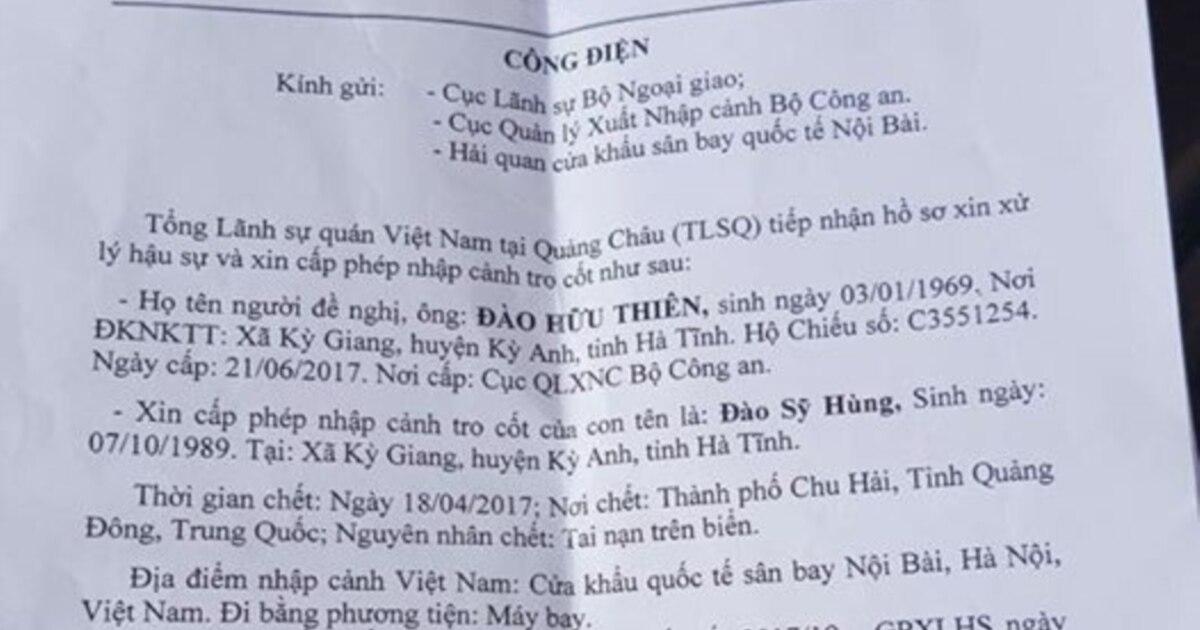 CÔNG ĐIỆN
Kính gửi: - Cục Lãnh sự Bộ Ngoại giao;
- Cục Quản lý Xuất Nhập cảnh Bộ Công an.
- Hải quan cửa khẩu sân bay quốc tế Nội Bài.
Tổng Lãnh sự quán Việt Nam tại Quảng Châu (TLSQ) tiếp nhận hồ sơ xin xử
lý hậu sự và xin cấp phép nhập cảnh tro cốt như sau:
- Họ tên người đề nghị, ông: ĐÀO HỮU THIÊN, sinh ngày 03/01/1969. Nơi
ĐKNKTT: Xã Kỳ Giang, huyện Kỳ Anh, tỉnh Hà Tĩnh. Hộ Chiếu số: C3551254.
Ngày cấp: 21/06/2017. Nơi cấp: Cục QLXNC Bộ Công an.
- Xin cấp phép nhập cảnh tro cốt của con tên là: Đào Sỹ Hùng, Sinh ngày:
07/10/1989. Tại: Xã Kỳ Giang, huyện Kỳ Anh, tỉnh Hà Tĩnh.
Thời gian chết: Ngày 18/04/2017; Nơi chết: Thành phố Chu Hải, Tỉnh Quảng
Đông, Trung Quốc; Nguyên nhân chết: Tai nạn trên biển.
Địa điểm nhập cảnh Việt Nam: Cửa khẩu quốc tế sân bay Nội Bài, Hà Nội,
Việt Nam. Đi bằng phương tiện: Máy bay.
ngày